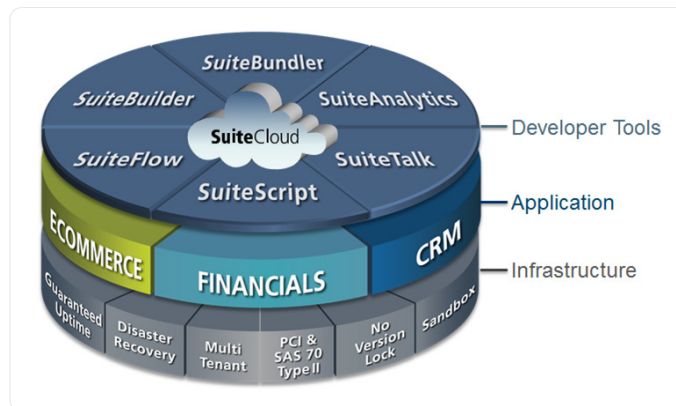 SuiteBundler
SuiteBuilder
SuiteAnalytics
SuiteCloud
SuiteFlow
SuiteTalk
SuiteScript
Developer Tools
ECOMMERCE
FINANCIALS
CRM
Application
Guaranteed
Uptime
Disaster
Recovery
Multi
Tenant
PCI &
SAS 70
Type II
No
Version
Lock
Sandbox
Infrastructure